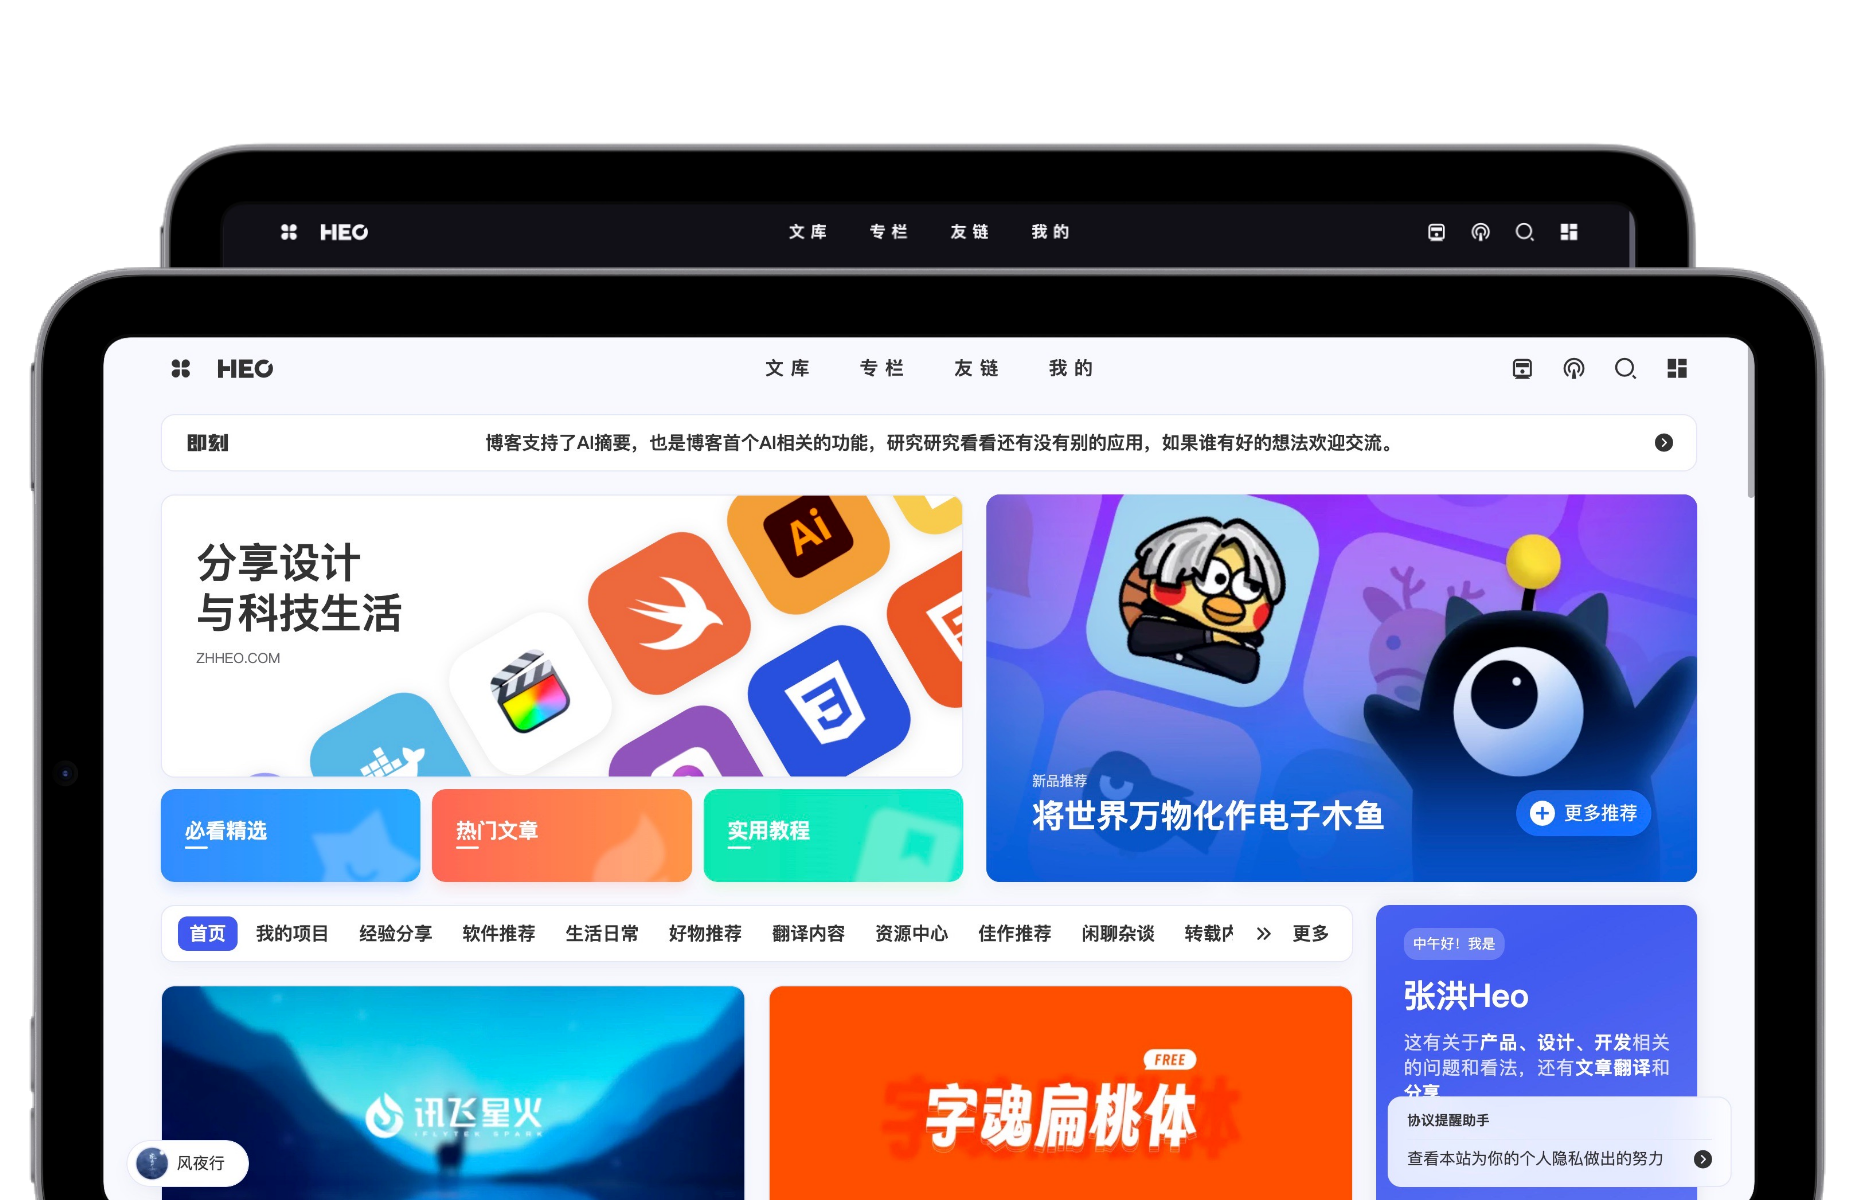 HEO
文库
专栏
友链
我的
HEO
文库
专栏
友链
我的
即刻
博客支持了AI摘要，也是博客首个AI相关的功能，研究研究看看还有没有别的应用，如果谁有好的想法欢迎交流。
分享设计
与科技生活
ZHHEO.COM
Ai
新品推荐
将世界万物化作电子木鱼
更多推荐
必看精选
热门文章
实用教程
首页
我的项目
经验分享
软件推荐
生活日常
好物推荐
翻译内容
资源中心
佳作推荐
闲聊杂谈
转载内
更多
讯飞星火
IFLYTEK SPARK
FREE
字魂扁桃体
中午好！我是
张洪Heo
这有关于产品、设计、开发相关
的问题和看法，还有文章翻译和
分享
协议提醒助手
查看本站为你的个人隐私做出的努力
风夜行